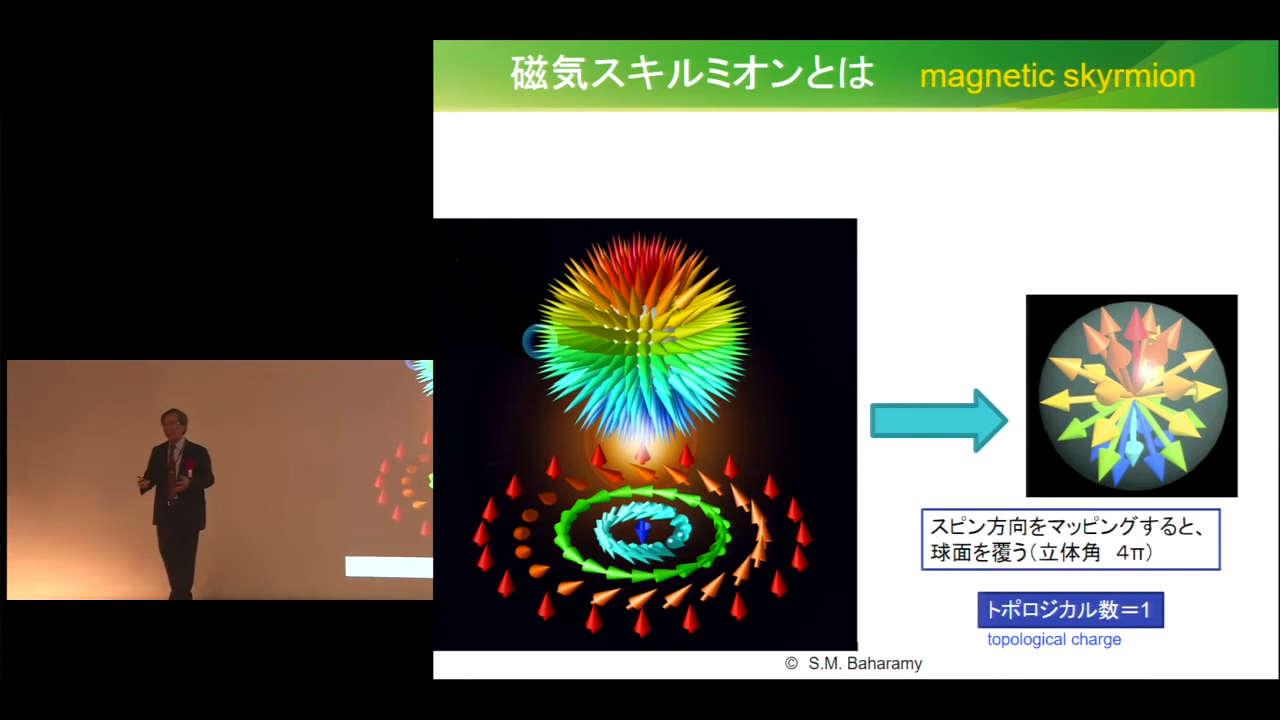 磁気スキルミオンとは magnetic skyrmion
スピン方向をマッピングすると、
球面を覆う(立体角 4π)
トポロジカル数＝1
topological charge
© S.M. Baharamy